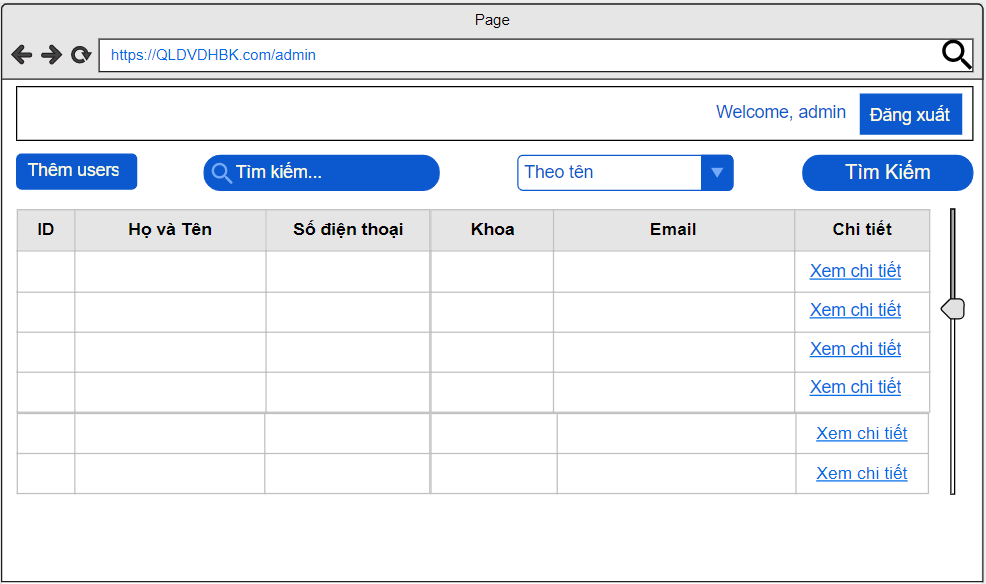 Page
https://QLDVDHBK.com/admin
Welcome, admin
Đăng xuất
Thêm users
Tìm kiếm...
Theo tên
Tìm Kiếm
ID
Họ và Tên
Số điện thoại
Khoa
Email
Chi tiết
Xem chi tiết
Xem chi tiết
Xem chi tiết
Xem chi tiết
Xem chi tiết
Xem chi tiết